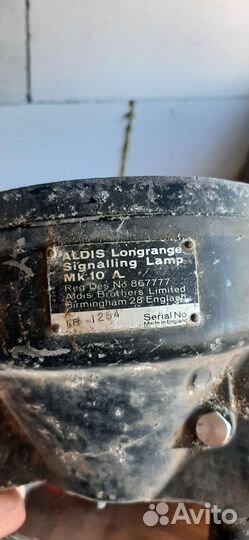 ALDIS Longrange
Signalling Lamp
MK 10 A
Reg Des No 867777
Aldis Brothers Limited
Birmingham 28 England
1264 Serial No
Made in England
Avito